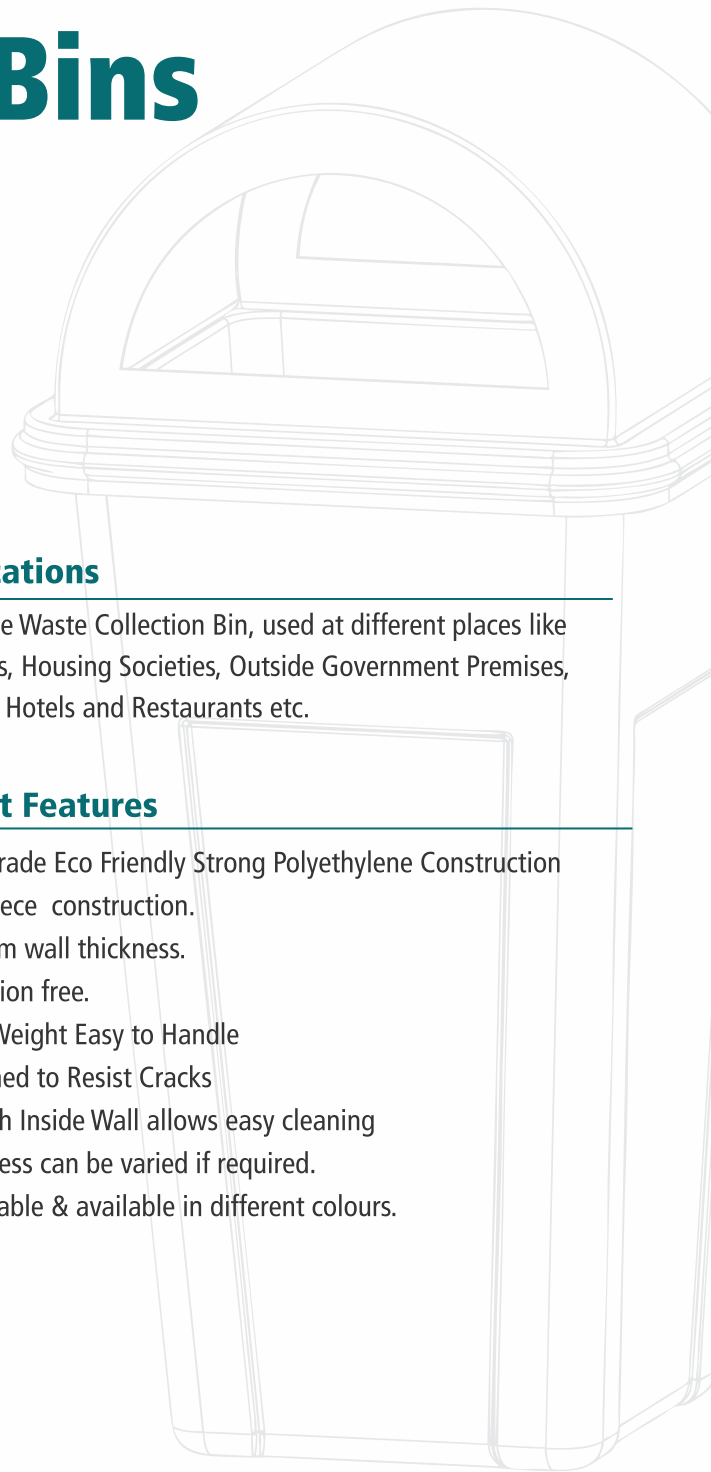 Bins
ations
e Waste Collection Bin, used at different places like
s, Housing Societies, Outside Government Premises,
Hotels and Restaurants etc.
t Features
rade Eco Friendly Strong Polyethylene Construction
ece construction.
m wall thickness.
ion free.
Weight Easy to Handle
ned to Resist Cracks
h Inside Wall allows easy cleaning
ess can be varied if required.
able & available in different colours.